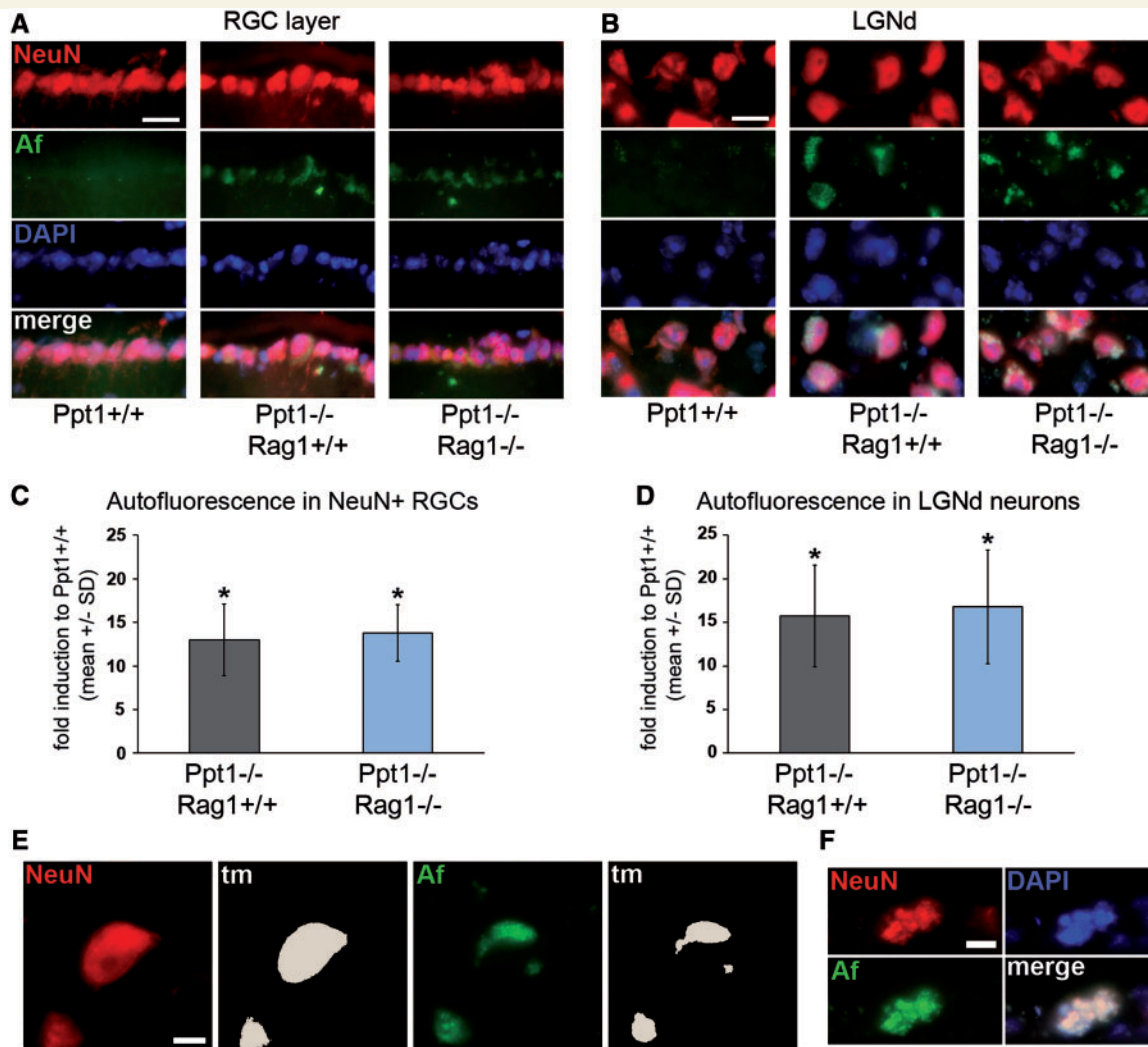 A RGC layer
NeuN
Af
DAPI
merge
Ppt1+/+
Ppt1-/-
Rag1+/+
Ppt1-/-
Rag1-/-
B LGNd
Ppt1+/+
Ppt1-/-
Rag1+/+
Ppt1-/-
Rag1-/-
C Autofluorescence in NeuN+ RGCs
fold induction to Ppt1+/+
(mean +/- SD)
25
20
15
10
5
0
* *
Ppt1-/-
Rag1+/+
Ppt1-/-
Rag1-/-
D Autofluorescence in LGNd neurons
fold induction to Ppt1+/+
(mean +/- SD)
25
20
15
10
5
0
* *
Ppt1-/-
Rag1+/+
Ppt1-/-
Rag1-/-
E
NeuN tm Af tm
F
NeuN DAPI
Af merge